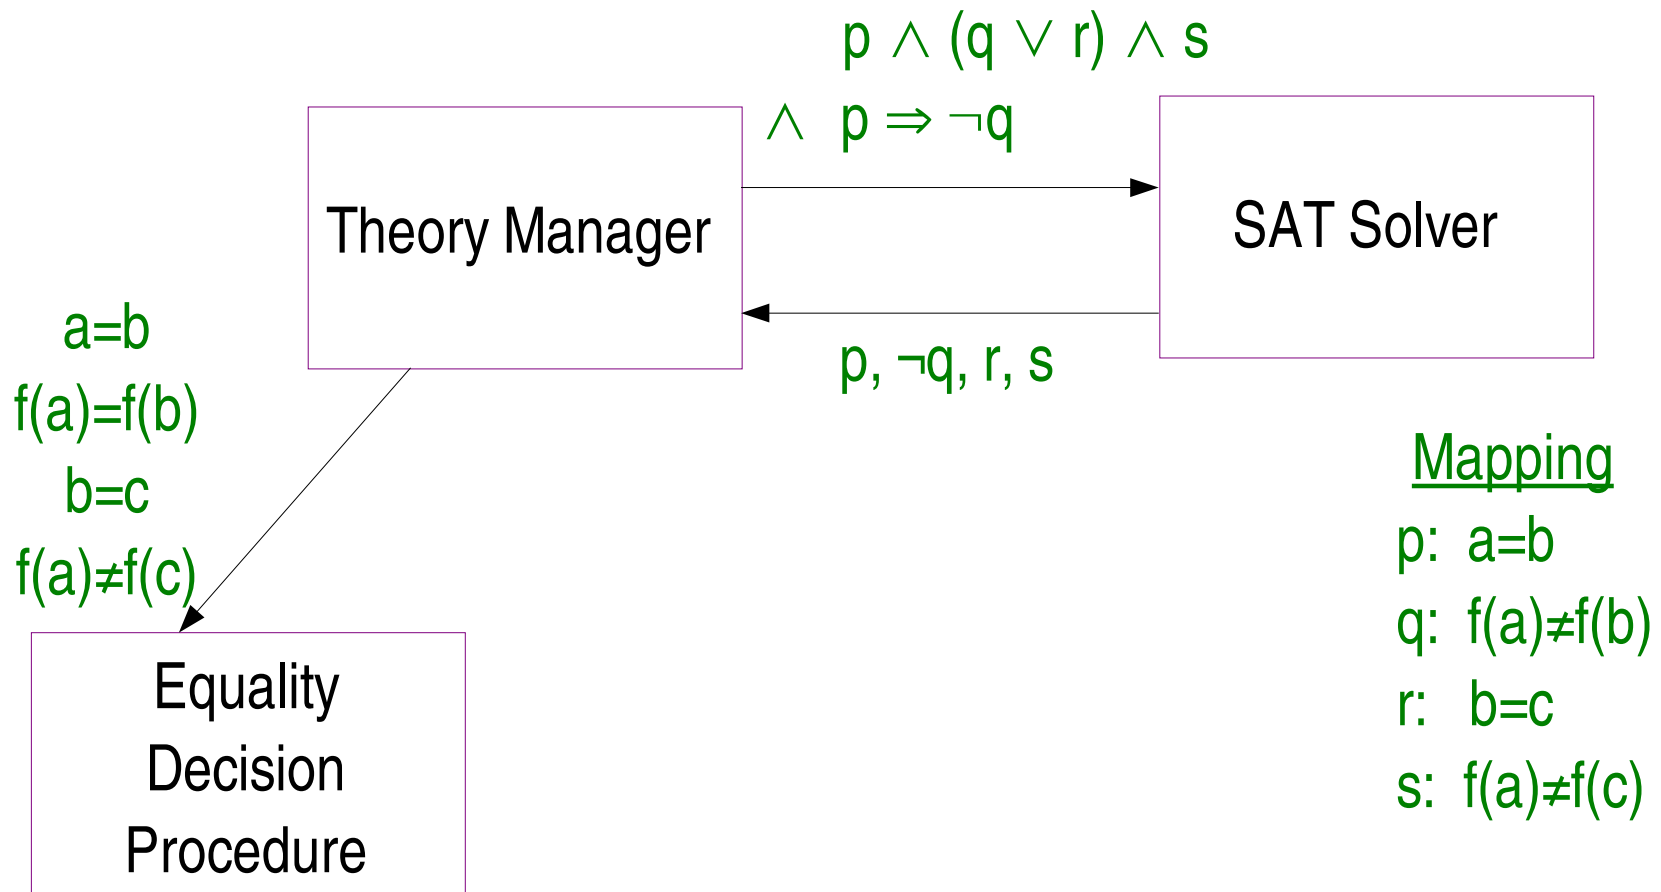 p ∧ (q ∨ r) ∧ s
∧ p ⇒ ¬q
Theory Manager
SAT Solver
p, ¬q, r, s
a=b
f(a)=f(b)
b=c
f(a)≠f(c)
Mapping
p: a=b
q: f(a)≠f(b)
r: b=c
s: f(a)≠f(c)
Equality
Decision
Procedure